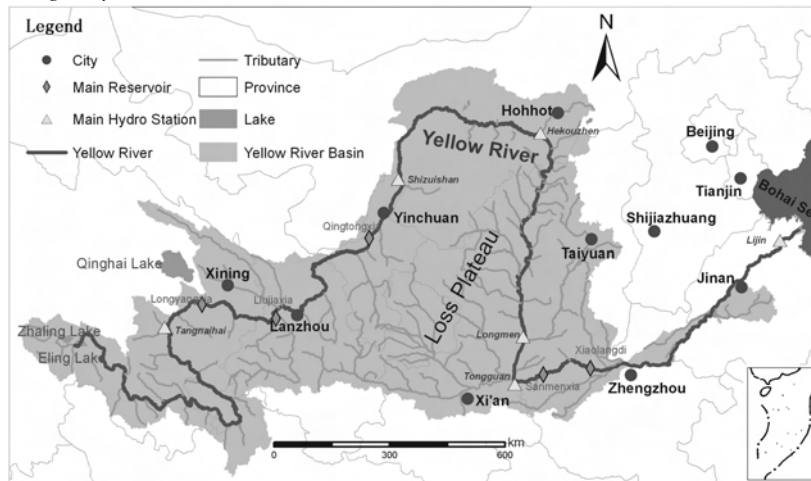 Legend
City
Tributary
Main Reservoir
Province
Main Hydro Station
Lake
Yellow River
Yellow River Basin
N
Hohhot
Hekouzhen
Beijing
Yellow River
Tianjin
Bohai Se
Shizuishan
Yinchuan
Qingtongxia
Shijiazhuang
Lijin
Taiyuan
Qinghai Lake
Xining
Loss Plateau
Jinan
Longyangxia
Liujiaxia
Lanzhou
Tangnaihai
Longmen
Zhaling Lake
Eling Lake
Xiaolangdi
Tongguan
Sanmenxia
Zhengzhou
Xi'an
km
0 300 600